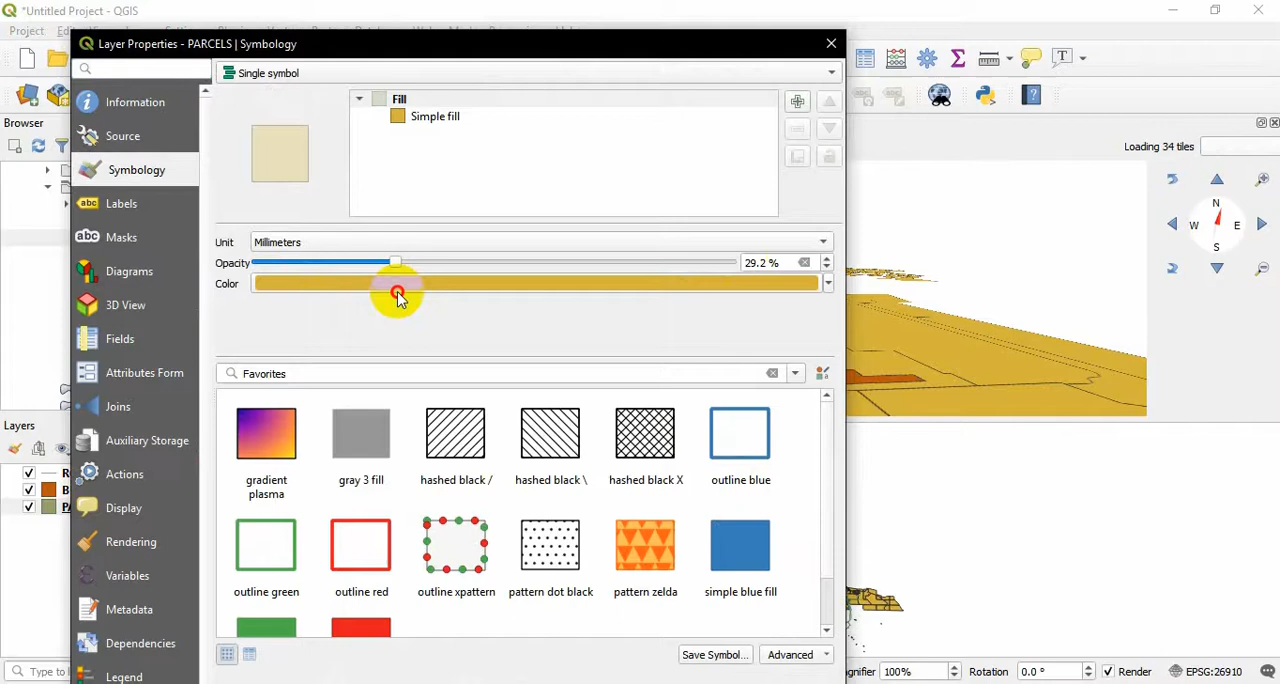 *Untitled Project - QGIS
Project
Layer Properties - PARCELS | Symbology
Single symbol
Information
Source
Symbology
Labels
Masks
Diagrams
3D View
Fields
Attributes Form
Joins
Auxiliary Storage
Actions
Display
Rendering
Variables
Metadata
Dependencies
Legend
Fill
Simple fill
Unit
Millimeters
Opacity
29.2 %
Color
Favorites
gradient plasma
gray 3 fill
hashed black /
hashed black \
hashed black X
outline blue
outline green
outline red
outline xpattern
pattern dot black
pattern zelda
simple blue fill
Save Symbol...
Advanced
Browser
Layers
Loading 34 tiles
N
W
E
S
Type to l
gnifier
100%
Rotation
0.0 °
Render
EPSG:26910